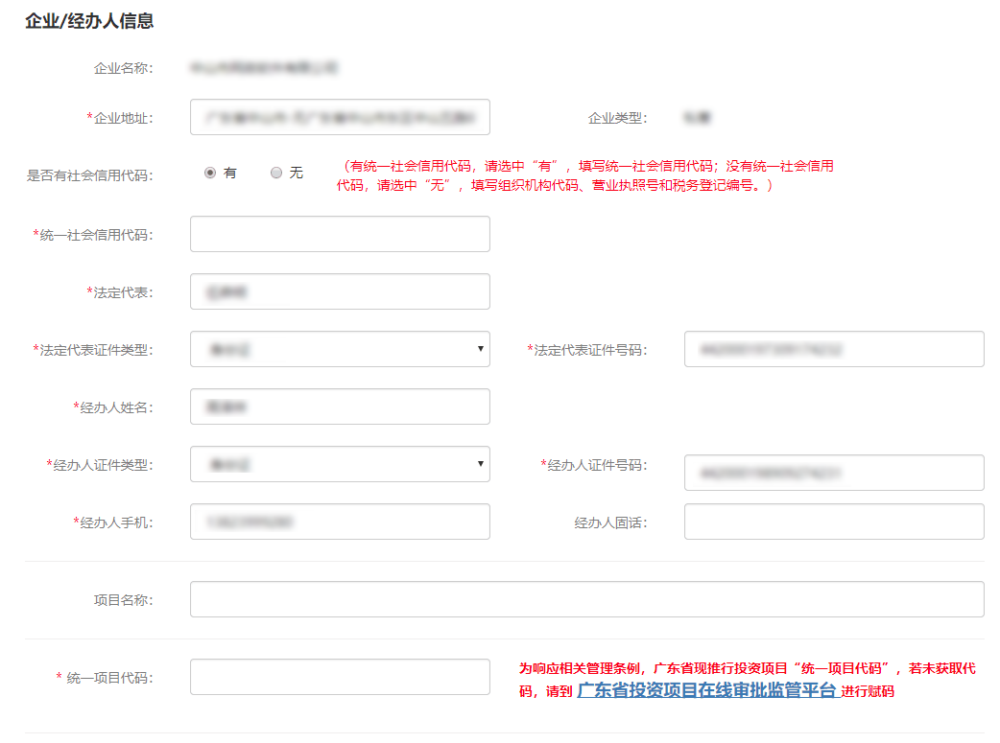 企业/经办人信息
企业名称：
*企业地址： 企业类型：
是否有社会信用代码： 有 无 （有统一社会信用代码，请选中“有”，填写统一社会信用代码；没有统一社会信用
代码，请选中“无”，填写组织机构代码、营业执照号和税务登记编号。）
*统一社会信用代码：
*法定代表：
*法定代表证件类型： *法定代表证件号码：
*经办人姓名：
*经办人证件类型： *经办人证件号码：
*经办人手机： 经办人固话：
项目名称：
* 统一项目代码： 为响应相关管理条例，广东省现推行投资项目“统一项目代码”，若未获取代
码，请到 广东省投资项目在线审批监管平台 进行赋码